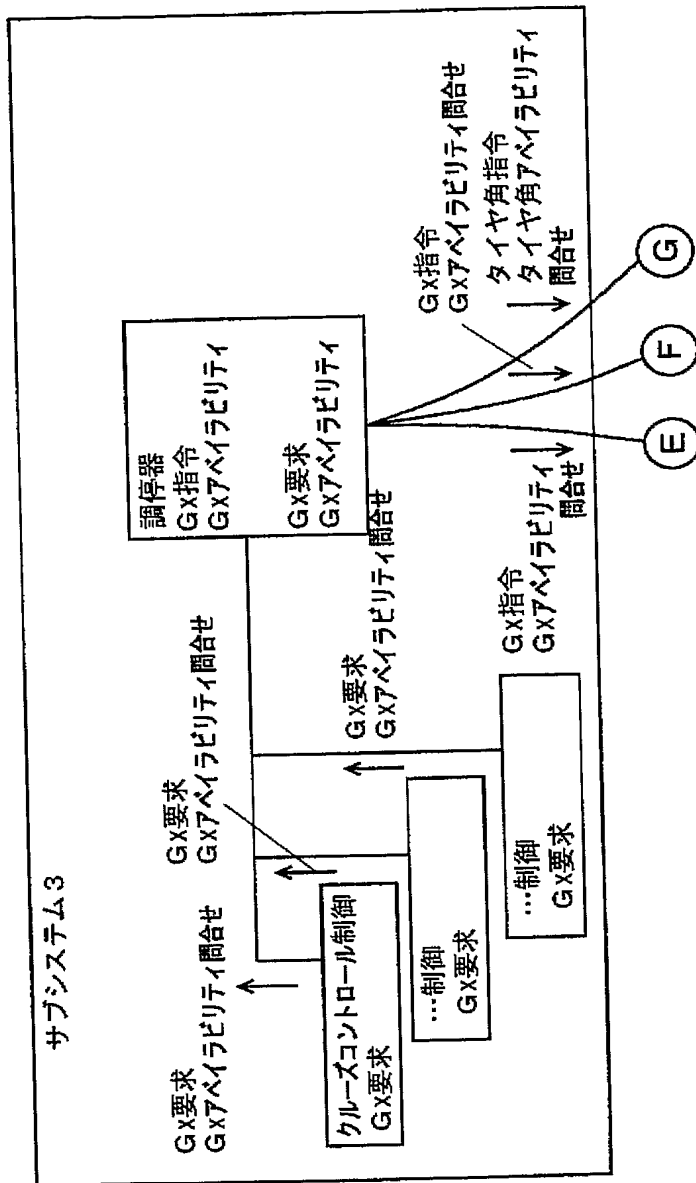 サブシステム3
GX要求
GXアベイラビリティ問合せ
GX要求
GXアベイラビリティ問合せ
GX要求
GXアベイラビリティ問合せ
クルーズコントロール制御
GX要求
…制御
GX要求
…制御
GX要求
調停器
GX指令
GXアベイラビリティ
GX要求
GXアベイラビリティ
GX指令
GXアベイラビリティ
問合せ
GX指令
GXアベイラビリティ問合せ
タイヤ角指令
タイヤ角アベイラビリティ
問合せ
E
F
G